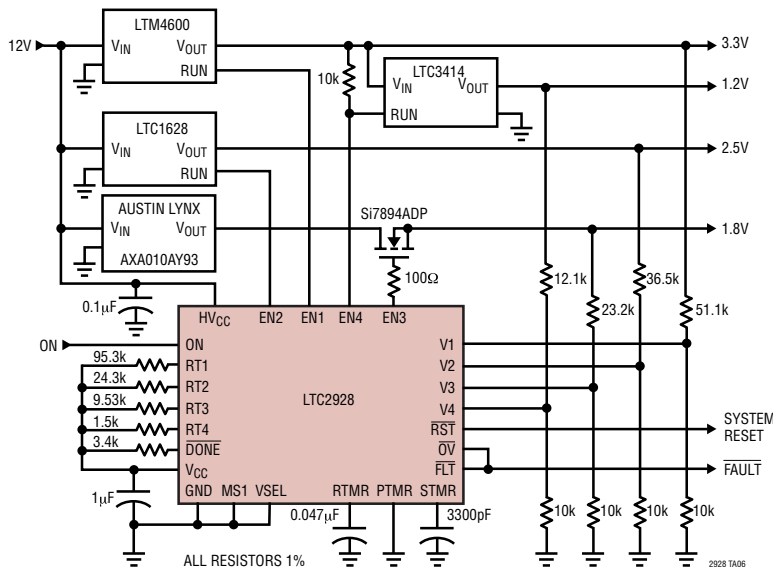 LTM4600
12V
VIN
VOUT
3.3V
RUN
10k
LTC3414
VIN
VOUT
1.2V
RUN
LTC1628
VIN
VOUT
2.5V
RUN
AUSTIN LYNX
Si7894ADP
VIN
VOUT
1.8V
AXA010AY93
100Ω
12.1k
36.5k
23.2k
51.1k
0.1µF
HVCC
EN2
EN1
EN4
EN3
ON
ON
V1
95.3k
RT1
V2
24.3k
RT2
LTC2928
V3
9.53k
RT3
V4
1.5k
RT4
RST
SYSTEM
RESET
3.4k
DONE
OV
VCC
FLT
FAULT
1µF
GND
MS1
VSEL
RTMR
PTMR
STMR
0.047µF
3300pF
10k
10k
10k
10k
ALL RESISTORS 1%
2928 TA06